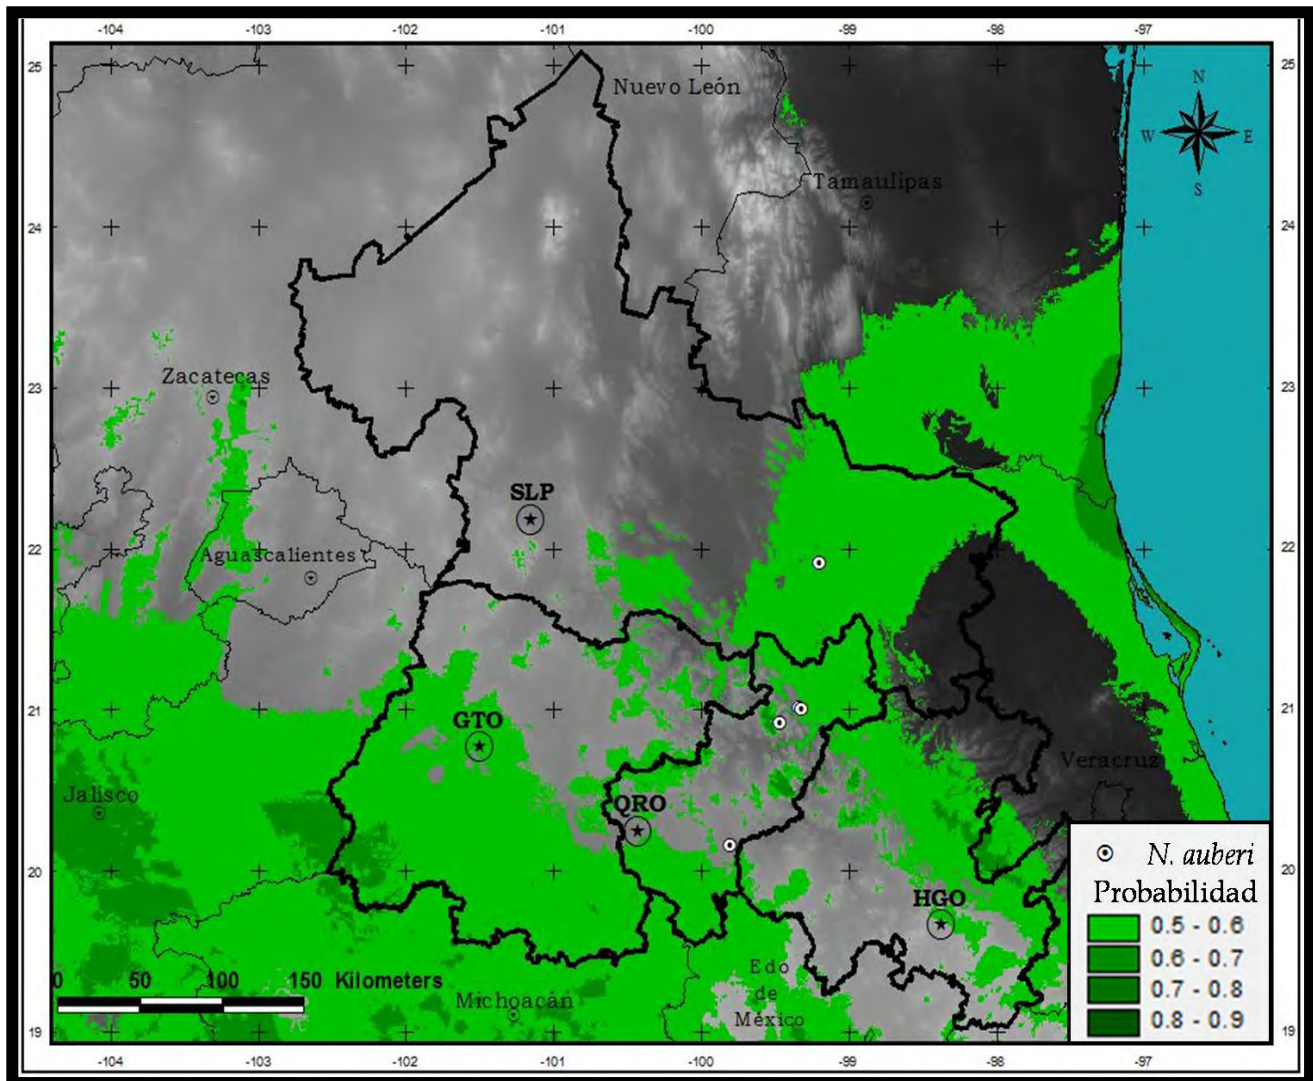 -104 -103 -102 -101 -100 -99 -98 -97
25 25
Nuevo León
N
W E
S
Tamaulipas
24 24
23 23
Zacatecas
SLP
22 22
Aguascalientes
21 21
GTO
Veracruz
Jalisco
QRO
20 20
HGO
N. auberi
Probabilidad
0.5 - 0.6
0.6 - 0.7
0.7 - 0.8
0.8 - 0.9
Edo
de
México
0 50 100 150 Kilometers
Michoacán
19 19
-104 -103 -102 -101 -100 -99 -98 -97